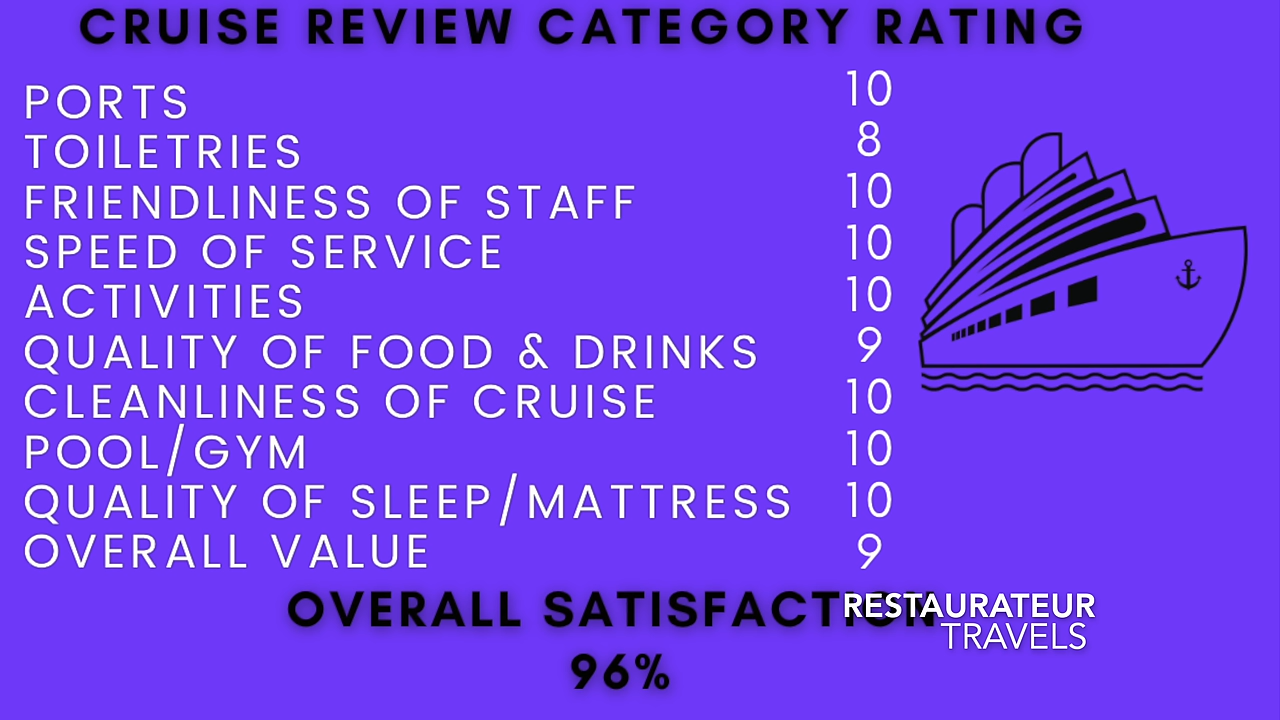 CRUISE REVIEW CATEGORY RATING
PORTS 10
TOILETRIES 8
FRIENDLINESS OF STAFF 10
SPEED OF SERVICE 10
ACTIVITIES 10
QUALITY OF FOOD & DRINKS 9
CLEANLINESS OF CRUISE 10
POOL/GYM 10
QUALITY OF SLEEP/MATTRESS 10
OVERALL VALUE 9
OVERALL SATISFACTION
RESTAURATEUR
TRAVELS
96%